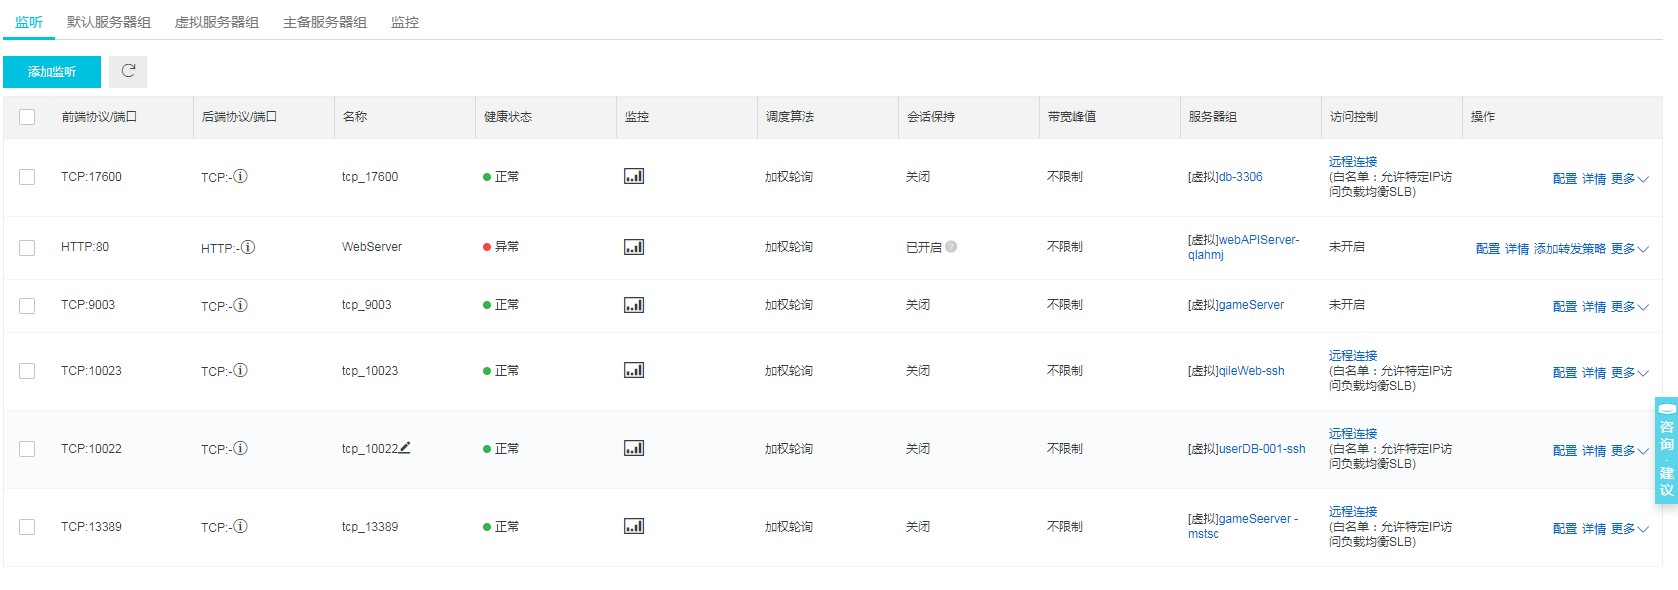 监听 默认服务器组 虚拟服务器组 主备服务器组 监控
添加监听
前端协议/端口 后端协议/端口 名称 健康状态 监控 调度算法 会话保持 带宽峰值 服务器组 访问控制 操作
TCP:17600 TCP:- tcp_17600 正常 加权轮询 关闭 不限制 [虚拟]db-3306 远程连接
(白名单：允许特定IP访
问负载均衡SLB)
配置 详情 更多
HTTP:80 HTTP:- WebServer 异常 加权轮询 已开启 不限制 [虚拟]webAPIServer-
qlahmj
未开启 配置 详情 添加转发策略 更多
TCP:9003 TCP:- tcp_9003 正常 加权轮询 关闭 不限制 [虚拟]gameServer 未开启 配置 详情 更多
TCP:10023 TCP:- tcp_10023 正常 加权轮询 关闭 不限制 [虚拟]qileWeb-ssh 远程连接
(白名单：允许特定IP访
问负载均衡SLB)
配置 详情 更多
TCP:10022 TCP:- tcp_10022 正常 加权轮询 关闭 不限制 [虚拟]userDB-001-ssh 远程连接
(白名单：允许特定IP访
问负载均衡SLB)
配置 详情 更多
TCP:13389 TCP:- tcp_13389 正常 加权轮询 关闭 不限制 [虚拟]gameSeerver -
mstsc
远程连接
(白名单：允许特定IP访
问负载均衡SLB)
配置 详情 更多
咨询·建议